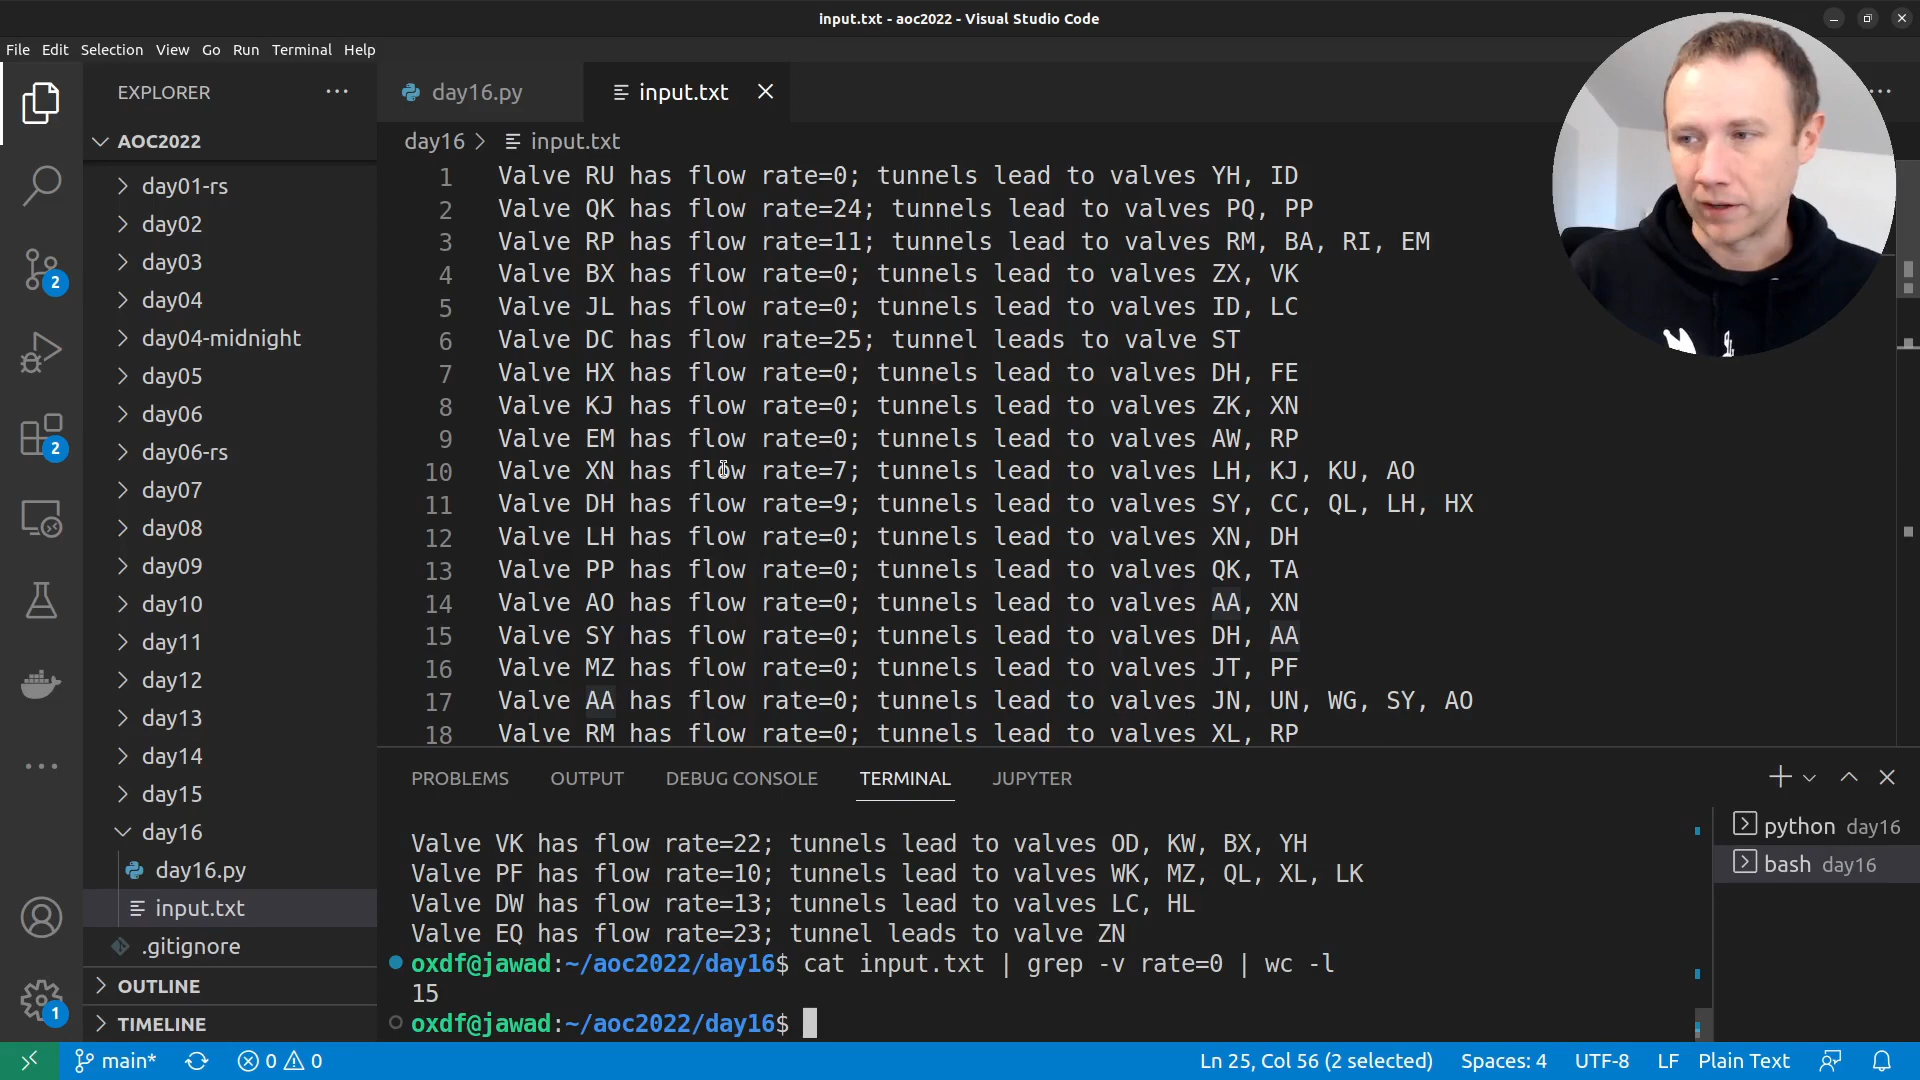 input.txt - aoc2022 - Visual Studio Code
File Edit Selection View Go Run Terminal Help
EXPLORER
AOC2022
day01-rs
day02
day03
day04
day04-midnight
day05
day06
day06-rs
day07
day08
day09
day10
day11
day12
day13
day14
day15
day16
day16.py
input.txt
.gitignore
OUTLINE
TIMELINE
2
2
1
day16.py
input.txt
day16 > input.txt
1 Valve RU has flow rate=0; tunnels lead to valves YH, ID
2 Valve QK has flow rate=24; tunnels lead to valves PQ, PP
3 Valve RP has flow rate=11; tunnels lead to valves RM, BA, RI, EM
4 Valve BX has flow rate=0; tunnels lead to valves ZX, VK
5 Valve JL has flow rate=0; tunnels lead to valves ID, LC
6 Valve DC has flow rate=25; tunnel leads to valve ST
7 Valve HX has flow rate=0; tunnels lead to valves DH, FE
8 Valve KJ has flow rate=0; tunnels lead to valves ZK, XN
9 Valve EM has flow rate=0; tunnels lead to valves AW, RP
10 Valve XN has flow rate=7; tunnels lead to valves LH, KJ, KU, AO
11 Valve DH has flow rate=9; tunnels lead to valves SY, CC, QL, LH, HX
12 Valve LH has flow rate=0; tunnels lead to valves XN, DH
13 Valve PP has flow rate=0; tunnels lead to valves QK, TA
14 Valve AO has flow rate=0; tunnels lead to valves AA, XN
15 Valve SY has flow rate=0; tunnels lead to valves DH, AA
16 Valve MZ has flow rate=0; tunnels lead to valves JT, PF
17 Valve AA has flow rate=0; tunnels lead to valves JN, UN, WG, SY, AO
18 Valve RM has flow rate=0; tunnels lead to valves XL, RP
PROBLEMS OUTPUT DEBUG CONSOLE TERMINAL JUPYTER
Valve VK has flow rate=22; tunnels lead to valves OD, KW, BX, YH
Valve PF has flow rate=10; tunnels lead to valves WK, MZ, QL, XL, LK
Valve DW has flow rate=13; tunnels lead to valves LC, HL
Valve EQ has flow rate=23; tunnel leads to valve ZN
oxdf@jawad:~/aoc2022/day16$ cat input.txt | grep -v rate=0 | wc -l
15
oxdf@jawad:~/aoc2022/day16$
python day16
bash day16
main* 0 0 Ln 25, Col 56 (2 selected) Spaces: 4 UTF-8 LF Plain Text